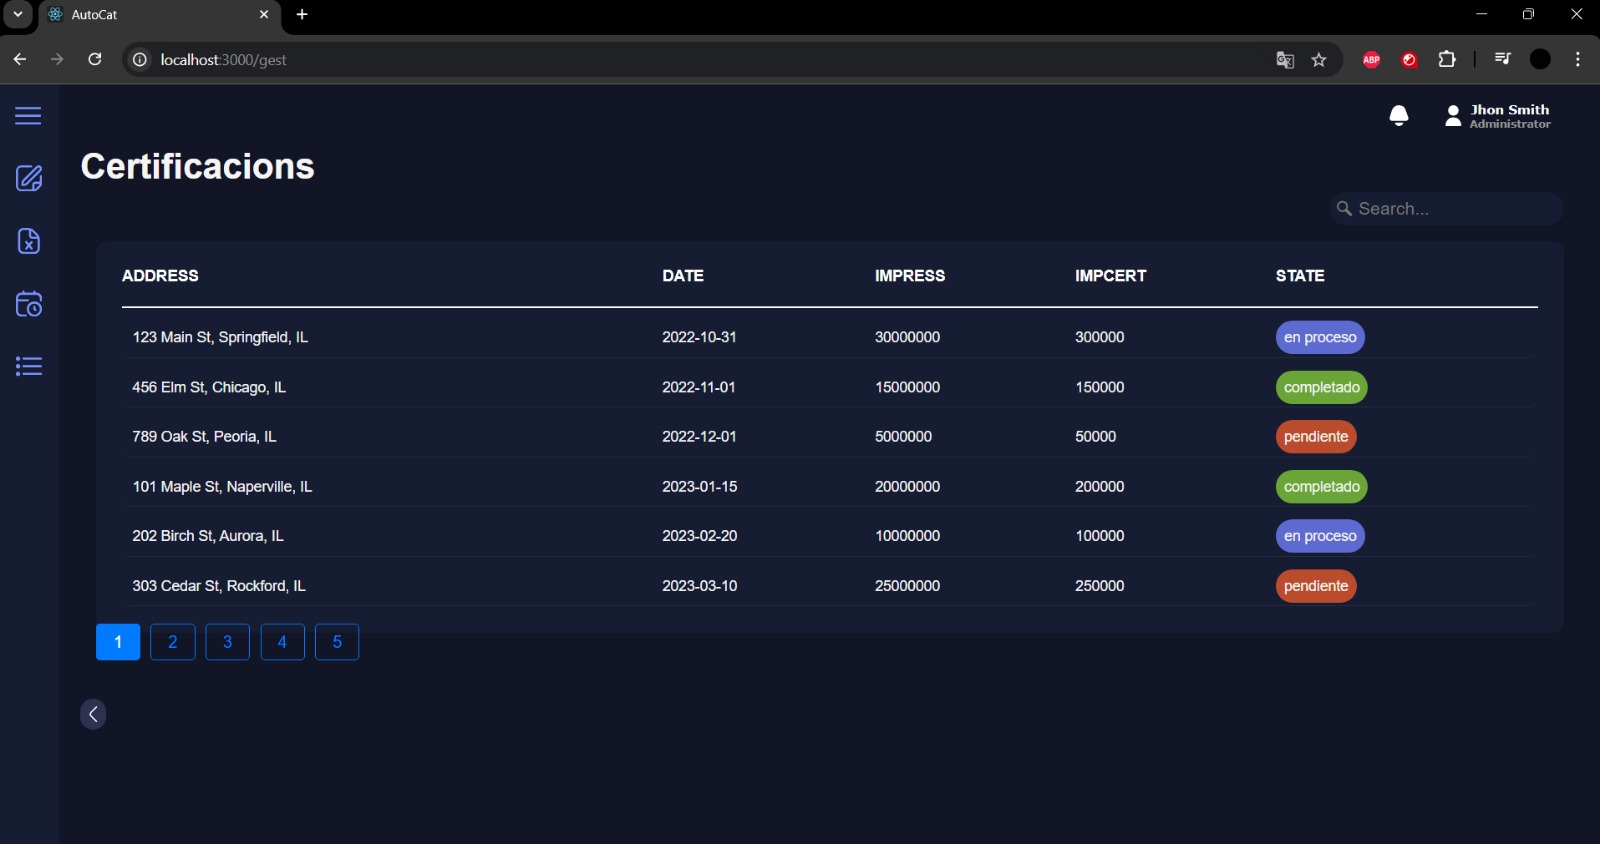 AutoCat
localhost:3000/gest
ABP
Jhon Smith
Administrator
Certificacions
Search...
ADDRESS DATE IMPRESS IMPCERT STATE
123 Main St, Springfield, IL 2022-10-31 30000000 300000 en proceso
456 Elm St, Chicago, IL 2022-11-01 15000000 150000 completado
789 Oak St, Peoria, IL 2022-12-01 5000000 50000 pendiente
101 Maple St, Naperville, IL 2023-01-15 20000000 200000 completado
202 Birch St, Aurora, IL 2023-02-20 10000000 100000 en proceso
303 Cedar St, Rockford, IL 2023-03-10 25000000 250000 pendiente
1 2 3 4 5